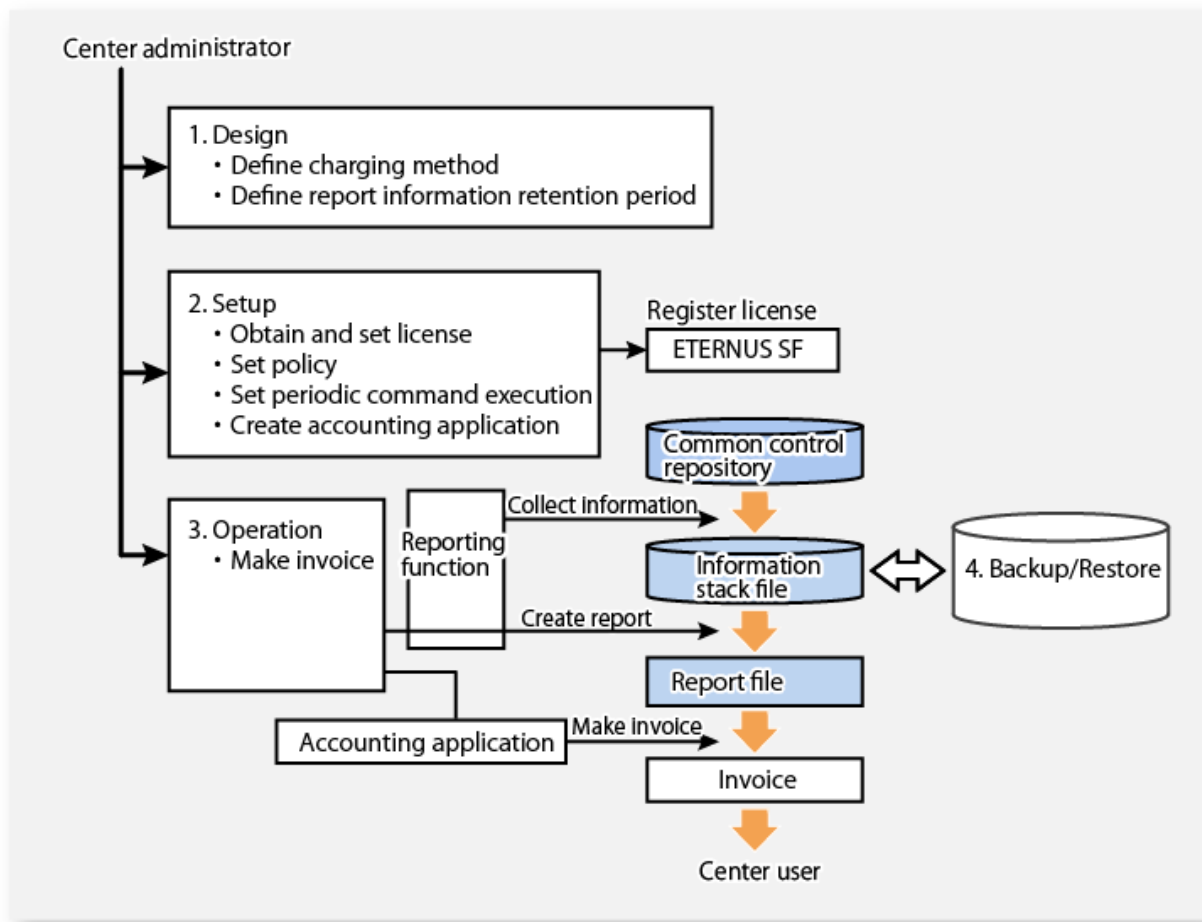 Center administrator
1. Design
・Define charging method
・Define report information retention period
2. Setup
・Obtain and set license
・Set policy
・Set periodic command execution
・Create accounting application
Register license
ETERNUS SF
Common control
repository
3. Operation
・Make invoice
Reporting
function
Collect information
Information
stack file
4. Backup/Restore
Create report
Report file
Accounting application
Make invoice
Invoice
Center user